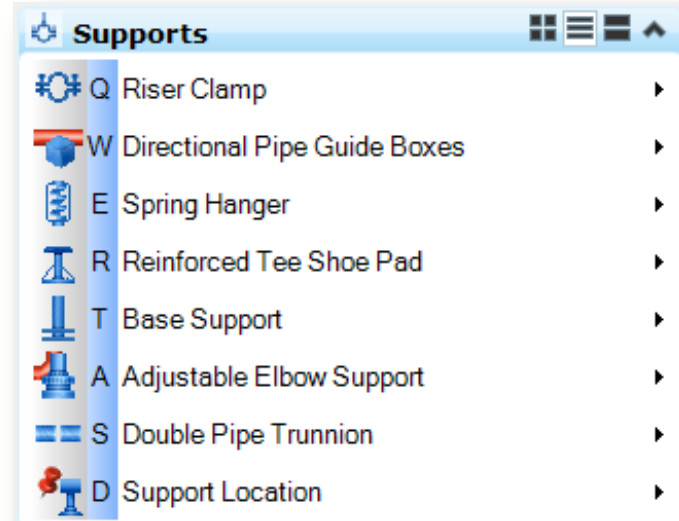 Supports
Q Riser Clamp
W Directional Pipe Guide Boxes
E Spring Hanger
R Reinforced Tee Shoe Pad
T Base Support
A Adjustable Elbow Support
S Double Pipe Trunnion
D Support Location